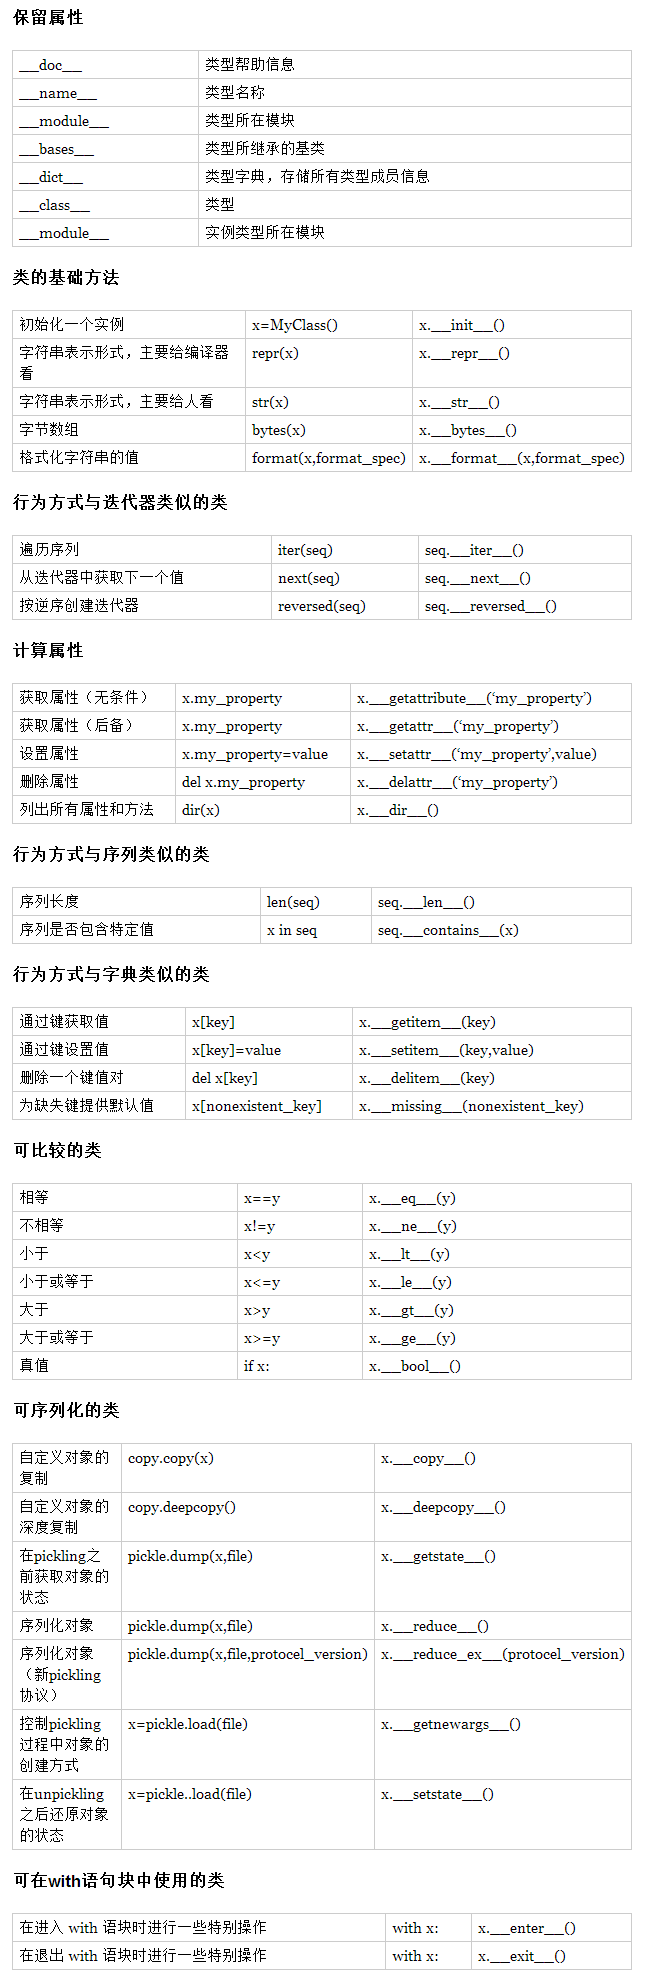 保留属性
__doc__ 类型帮助信息
__name__ 类型名称
__module__ 类型所在模块
__bases__ 类型所继承的基类
__dict__ 类型字典，存储所有类型成员信息
__class__ 类型
__module__ 实例类型所在模块
类的基础方法
初始化一个实例 x=MyClass() x.__init__()
字符串表示形式，主要给编译器 repr(x) x.__repr__()
看
字符串表示形式，主要给人看 str(x) x.__str__()
字节数组 bytes(x) x.__bytes__()
格式化字符串的值 format(x,format_spec) x.__format__(x,format_spec)
行为方式与迭代器类似的类
遍历序列 iter(seq) seq.__iter__()
从迭代器中获取下一个值 next(seq) seq.__next__()
按逆序创建迭代器 reversed(seq) seq.__reversed__()
计算属性
获取属性（无条件） x.my_property x.__getattribute__(‘my_property’)
获取属性（后备） x.my_property x.__getattr__(‘my_property’)
设置属性 x.my_property=value x.__setattr__(‘my_property’,value)
删除属性 del x.my_property x.__delattr__(‘my_property’)
列出所有属性和方法 dir(x) x.__dir__()
行为方式与序列类似的类
序列长度 len(seq) seq.__len__()
序列是否包含特定值 x in seq seq.__contains__(x)
行为方式与字典类似的类
通过键获取值 x[key] x.__getitem__(key)
通过键设置值 x[key]=value x.__setitem__(key,value)
删除一个键值对 del x[key] x.__delitem__(key)
为缺失键提供默认值 x[nonexistent_key] x.__missing__(nonexistent_key)
可比较的类
相等 x==y x.__eq__(y)
不相等 x!=y x.__ne__(y)
小于 x<y x.__lt__(y)
小于或等于 x<=y x.__le__(y)
大于 x>y x.__gt__(y)
大于或等于 x>=y x.__ge__(y)
真值 if x: x.__bool__()
可序列化的类
自定义对象的 copy.copy(x) x.__copy__()
复制
自定义对象的 copy.deepcopy() x.__deepcopy__()
深度复制
在pickling之 pickle.dump(x,file) x.__getstate__()
前获取对象的
状态
序列化对象 pickle.dump(x,file) x.__reduce__()
序列化对象 pickle.dump(x,file,protocel_version) x.__reduce_ex__(protocel_version)
（新pickling
协议）
控制pickling x=pickle.load(file) x.__getnewargs__()
过程中对象的
创建方式
在unpickling x=pickle..load(file) x.__setstate__()
之后还原对象
的状态
可在with语句块中使用的类
在进入 with 语块时进行一些特别操作 with x: x.__enter__()
在退出 with 语块时进行一些特别操作 with x: x.__exit__()